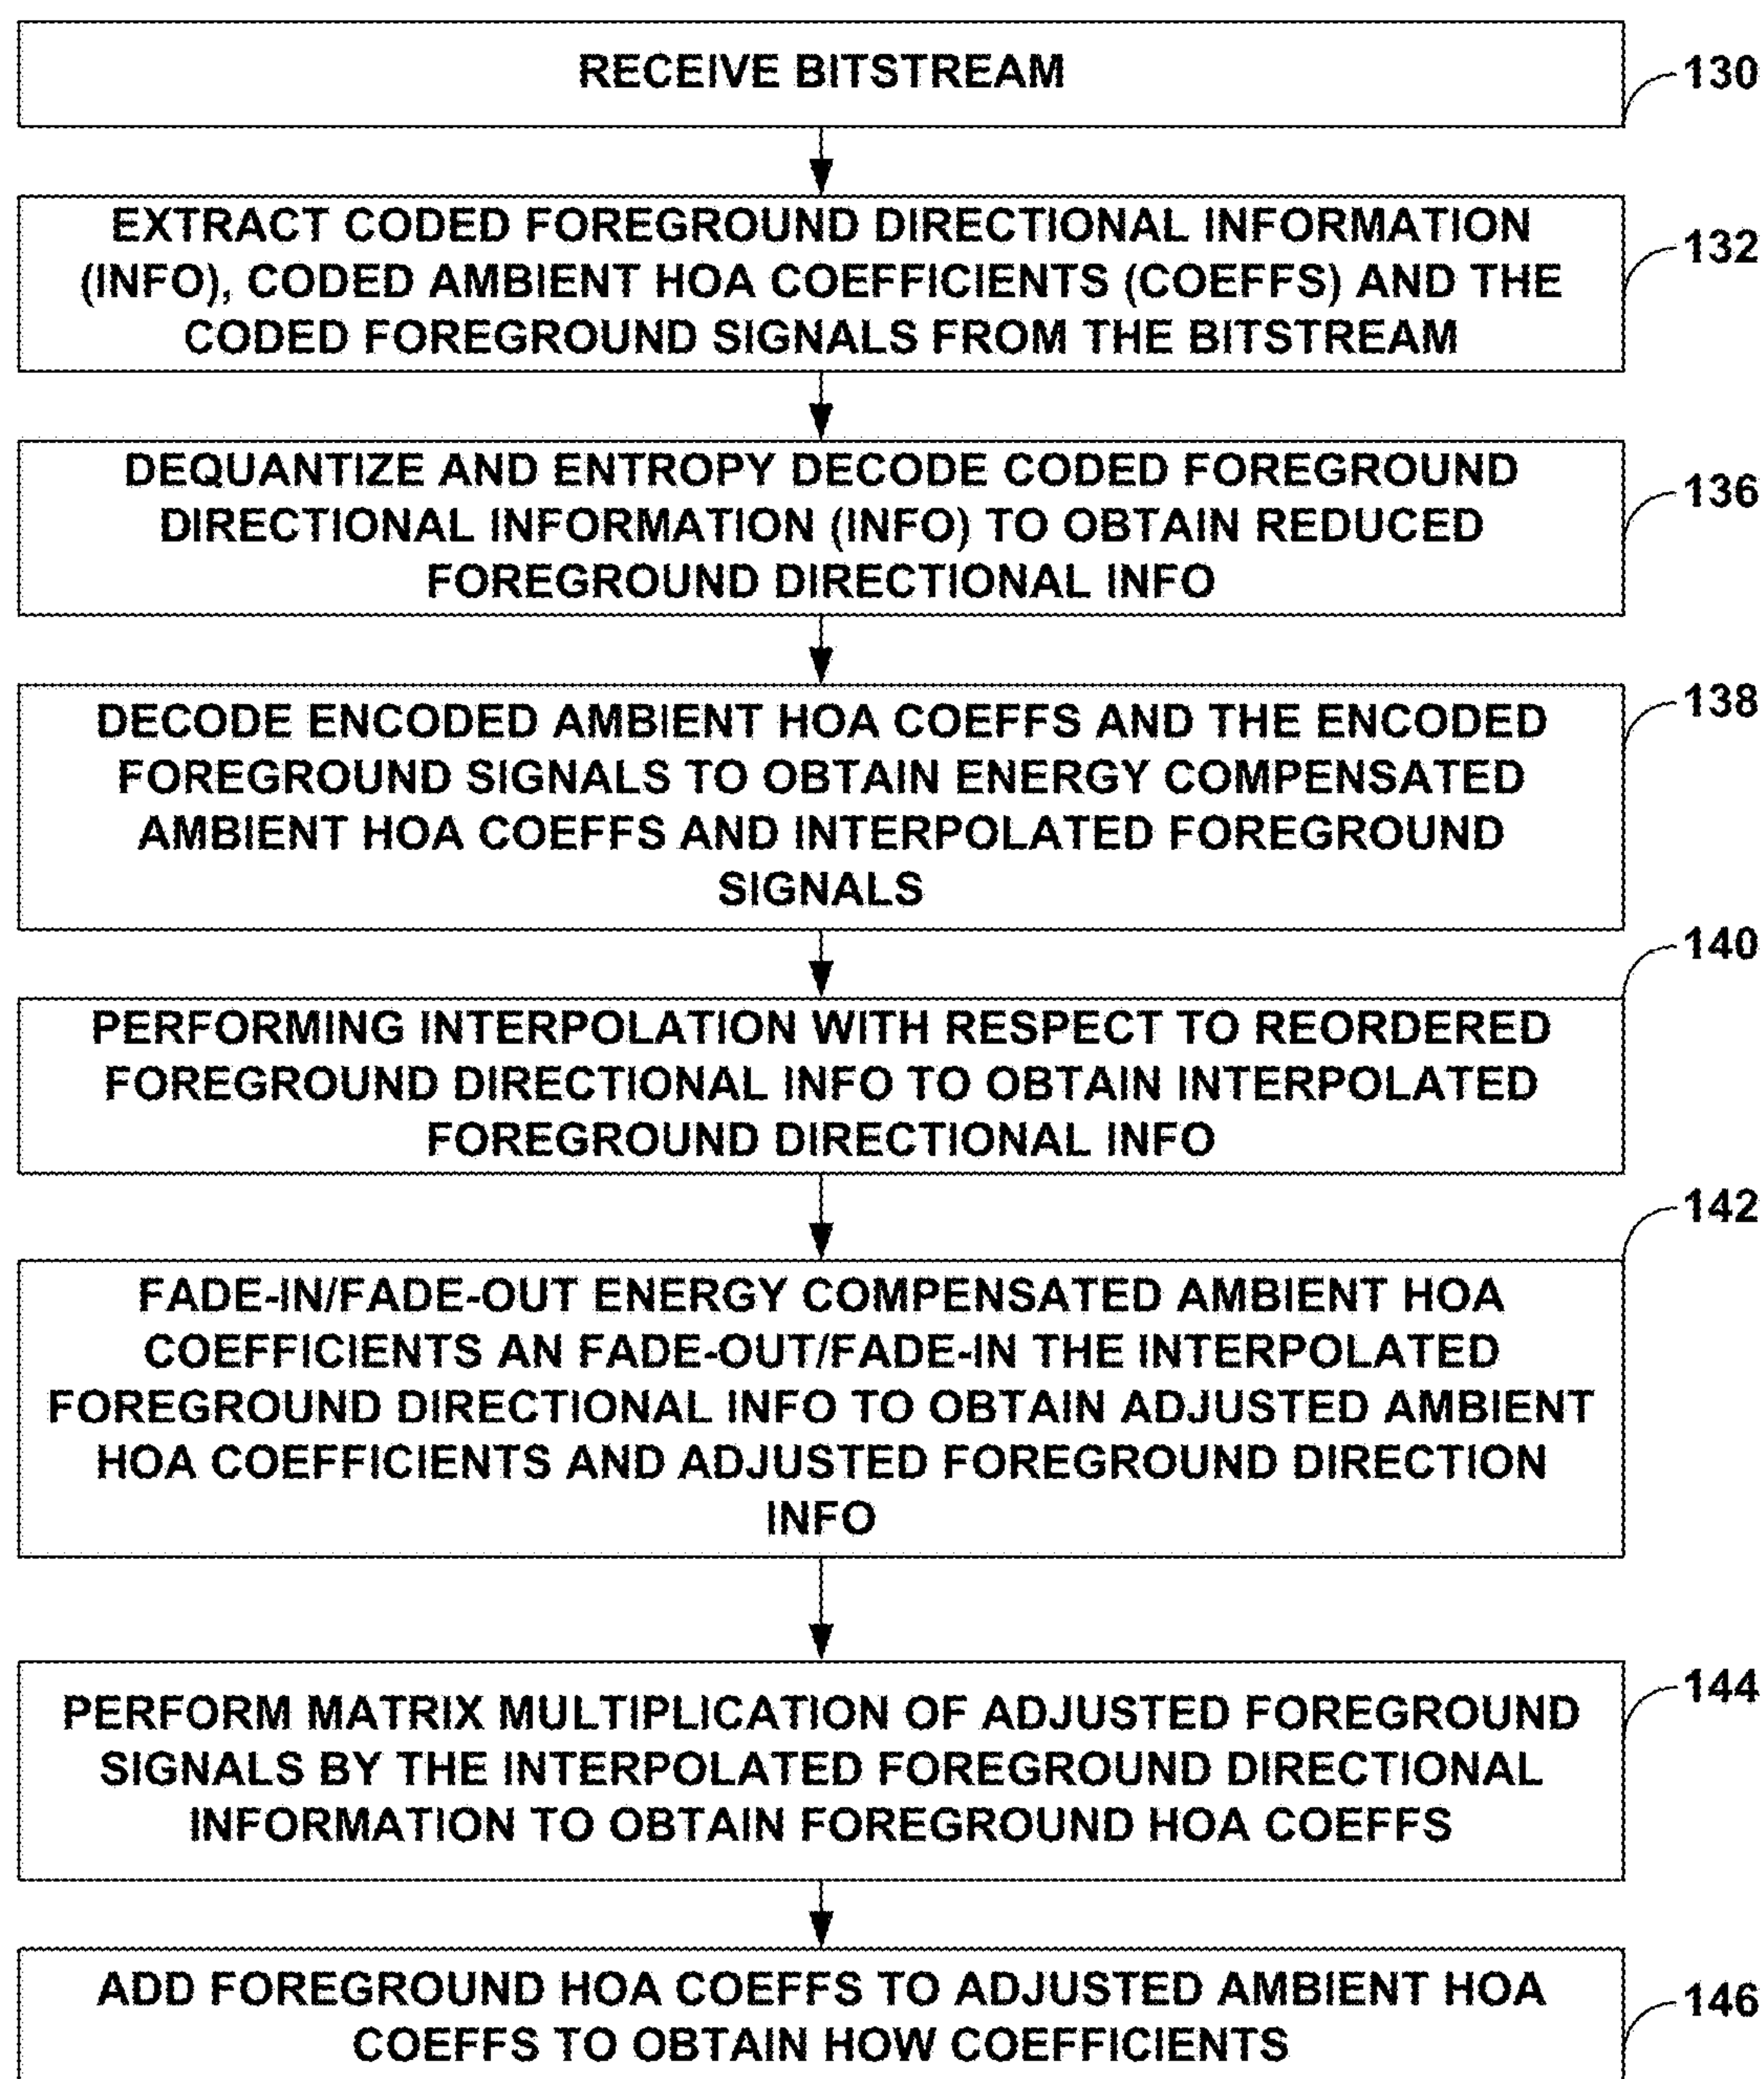 RECEIVE BITSTREAM
130
EXTRACT CODED FOREGROUND DIRECTIONAL INFORMATION
(INFO), CODED AMBIENT HOA COEFFICIENTS (COEFFS) AND THE
CODED FOREGROUND SIGNALS FROM THE BITSTREAM
132
DEQUANTIZE AND ENTROPY DECODE CODED FOREGROUND
DIRECTIONAL INFORMATION (INFO) TO OBTAIN REDUCED
FOREGROUND DIRECTIONAL INFO
136
DECODE ENCODED AMBIENT HOA COEFFS AND THE ENCODED
FOREGROUND SIGNALS TO OBTAIN ENERGY COMPENSATED
AMBIENT HOA COEFFS AND INTERPOLATED FOREGROUND
SIGNALS
138
PERFORMING INTERPOLATION WITH RESPECT TO REORDERED
FOREGROUND DIRECTIONAL INFO TO OBTAIN INTERPOLATED
FOREGROUND DIRECTIONAL INFO
140
FADE-IN/FADE-OUT ENERGY COMPENSATED AMBIENT HOA
COEFFICIENTS AN FADE-OUT/FADE-IN THE INTERPOLATED
FOREGROUND DIRECTIONAL INFO TO OBTAIN ADJUSTED AMBIENT
HOA COEFFICIENTS AND ADJUSTED FOREGROUND DIRECTION
INFO
142
PERFORM MATRIX MULTIPLICATION OF ADJUSTED FOREGROUND
SIGNALS BY THE INTERPOLATED FOREGROUND DIRECTIONAL
INFORMATION TO OBTAIN FOREGROUND HOA COEFFS
144
ADD FOREGROUND HOA COEFFS TO ADJUSTED AMBIENT HOA
COEFFS TO OBTAIN HOW COEFFICIENTS
146